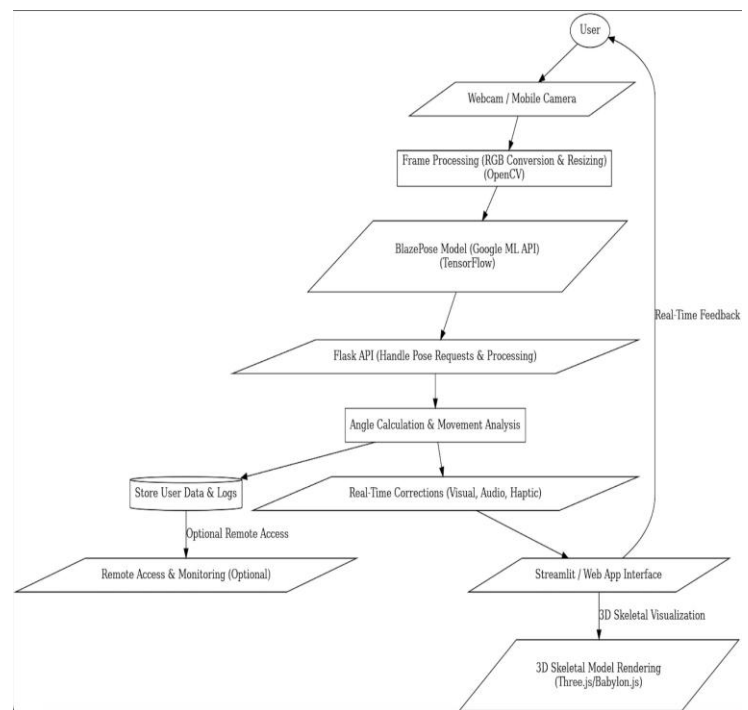 User
Webcam / Mobile Camera
Frame Processing (RGB Conversion & Resizing)
(OpenCV)
BlazePose Model (Google ML API)
(TensorFlow)
Real-Time Feedback
Flask API (Handle Pose Requests & Processing)
Angle Calculation & Movement Analysis
Store User Data & Logs
Real-Time Corrections (Visual, Audio, Haptic)
Optional Remote Access
Remote Access & Monitoring (Optional)
Streamlit / Web App Interface
3D Skeletal Visualization
3D Skeletal Model Rendering
(Three.js/Babylon.js)